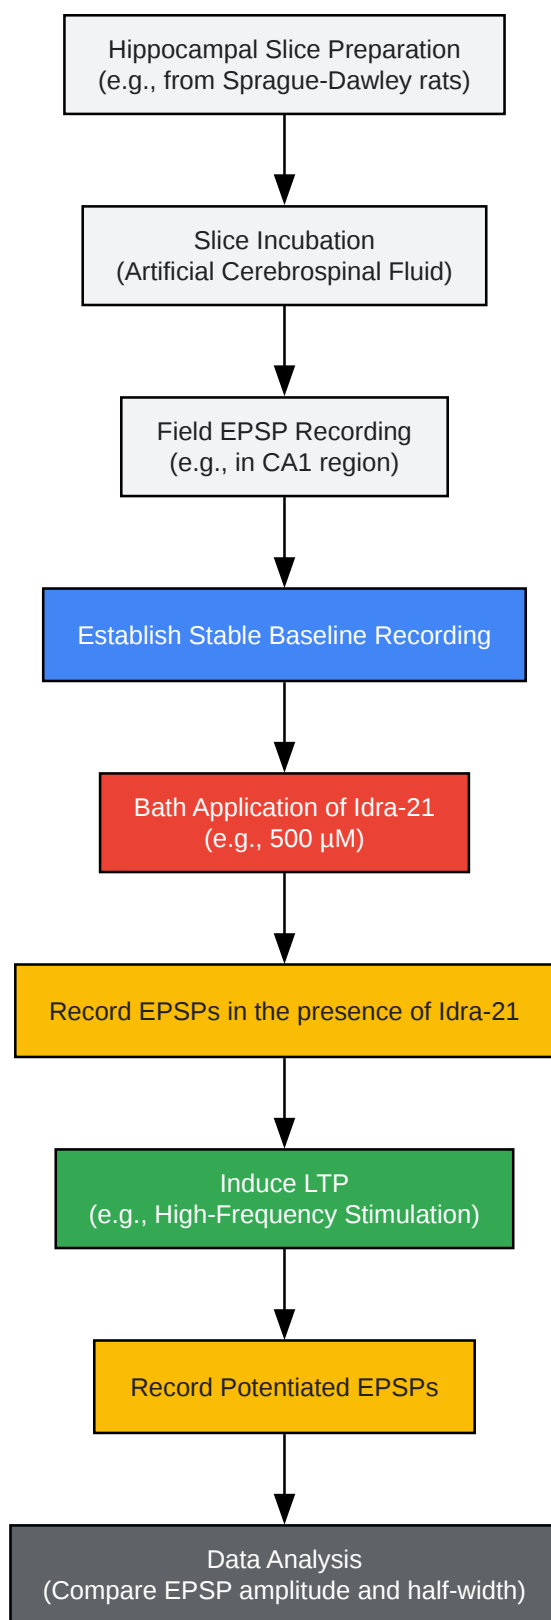 Hippocampal Slice Preparation
(e.g., from Sprague-Dawley rats)
Slice Incubation
(Artificial Cerebrospinal Fluid)
Field EPSP Recording
(e.g., in CA1 region)
Establish Stable Baseline Recording
Bath Application of Idra-21
(e.g., 500 µM)
Record EPSPs in the presence of Idra-21
Induce LTP
(e.g., High-Frequency Stimulation)
Record Potentiated EPSPs
Data Analysis
(Compare EPSP amplitude and half-width)